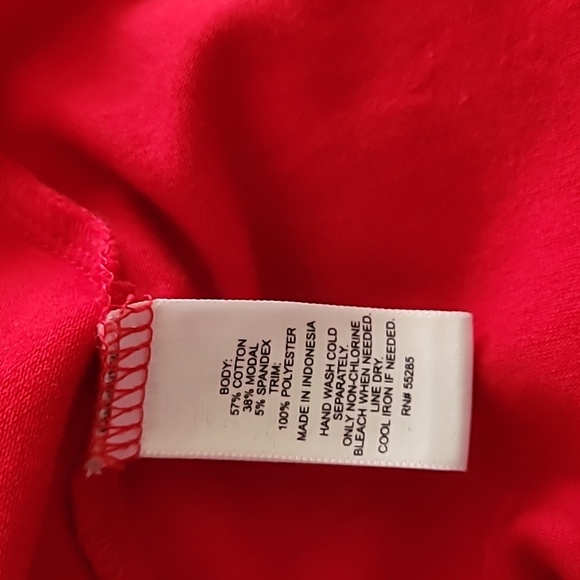 BODY:
57% COTTON
38% MODAL
5% SPANDEX
TRIM:
100% POLYESTER
MADE IN INDONESIA
HAND WASH COLD
SEPARATELY.
ONLY NON-CHLORINE
BLEACH WHEN NEEDED.
LINE DRY.
COOL IRON IF NEEDED.
RN# 55285